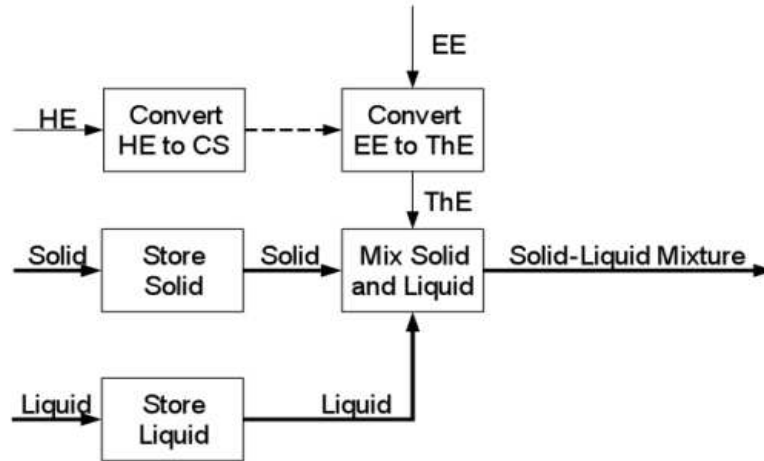 EE
HE
Convert
HE to CS
Convert
EE to ThE
ThE
Solid
Store
Solid
Solid
Mix Solid
and Liquid
Solid-Liquid Mixture
Liquid
Store
Liquid
Liquid